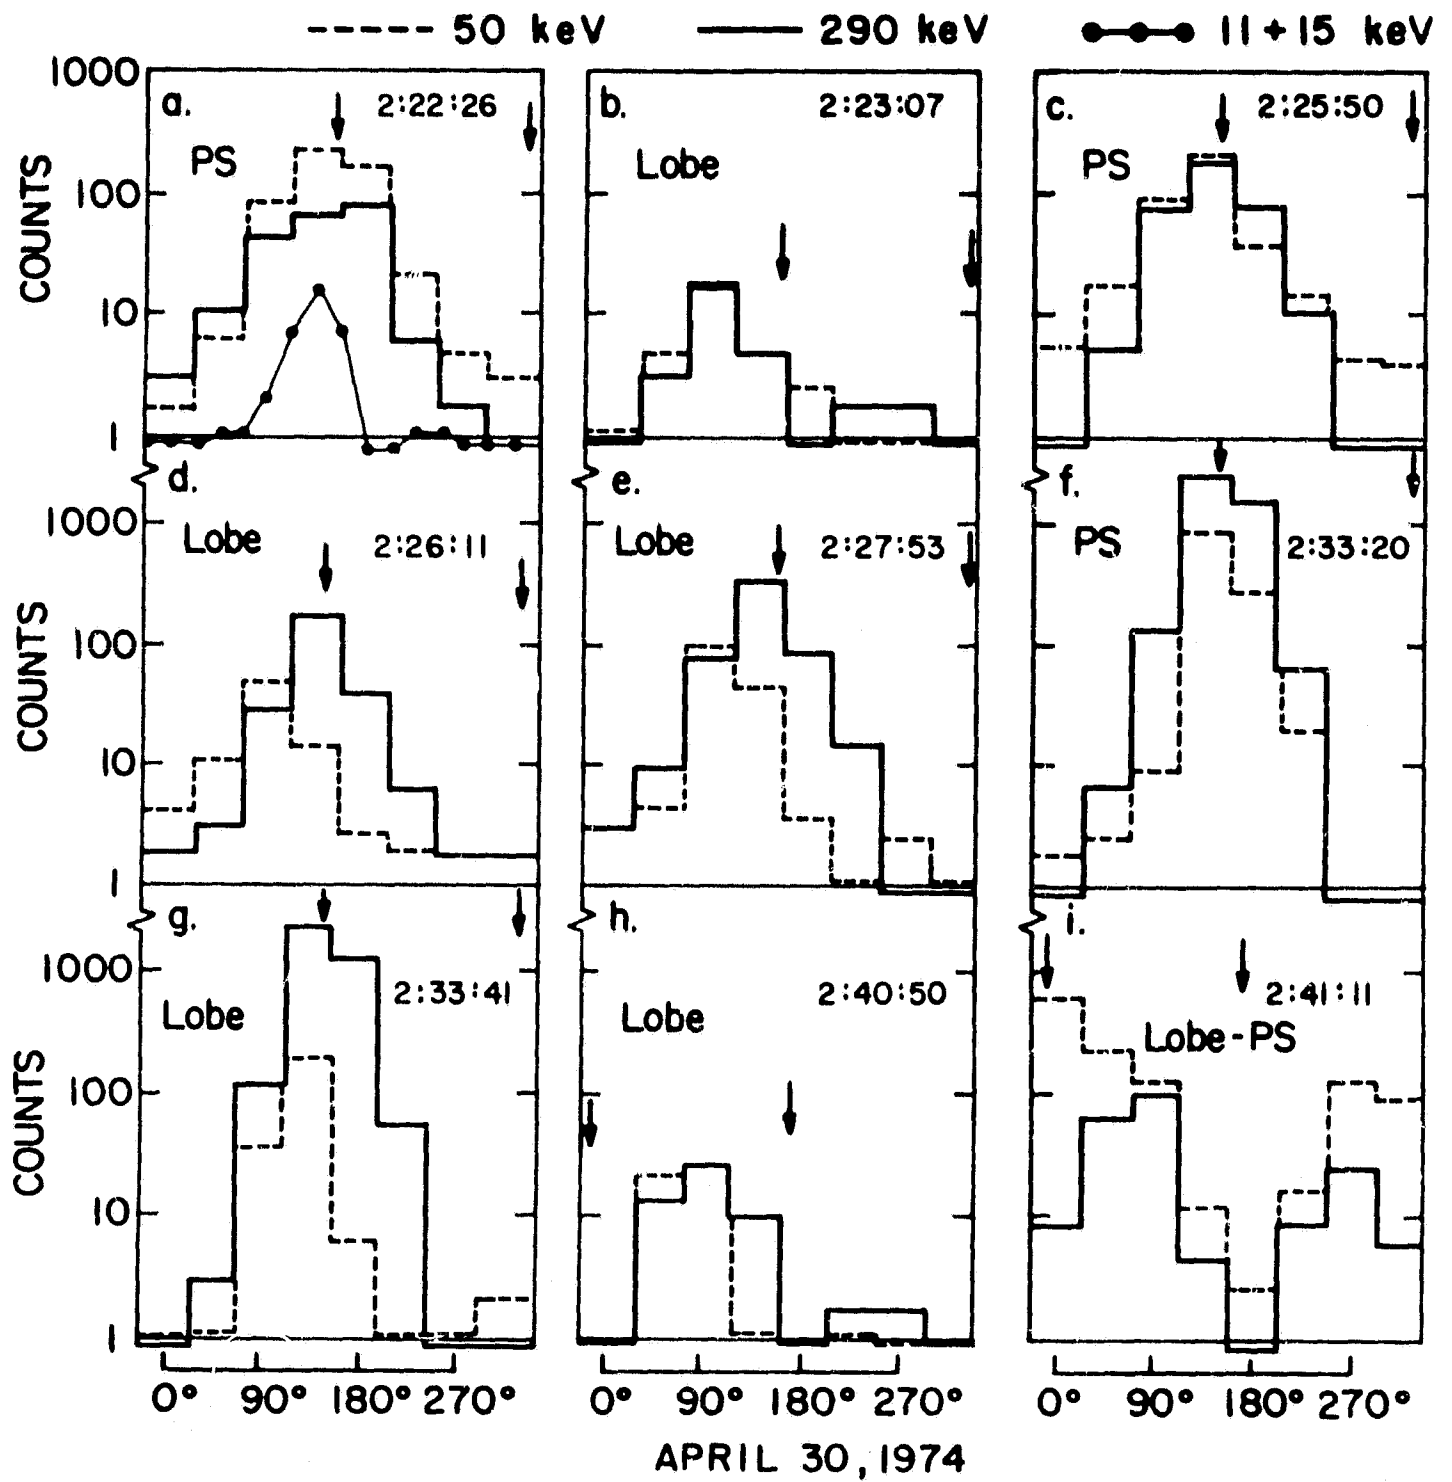 50 keV 290 keV 11+15 keV
1000 a. 2:22:26 b. 2:23:07 c. 2:25:50
PS Lobe PS
100
COUNTS
10
1
d. e. f.
1000 Lobe 2:26:11 Lobe 2:27:53 PS 2:33:20
100
COUNTS
10
1
g. h. i.
1000 2:33:41 2:40:50 2:41:11
Lobe Lobe Lobe-PS
100
COUNTS
10
1
0° 90° 180° 270° 0° 90° 180° 270° 0° 90° 180° 270°
APRIL 30, 1974